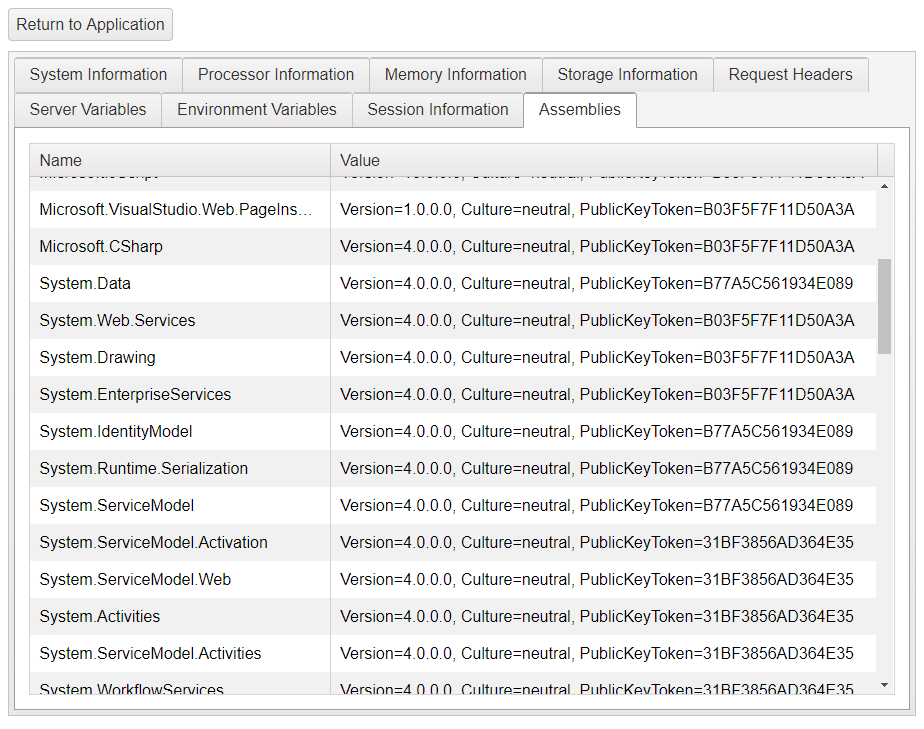 Return to Application
System Information Processor Information Memory Information Storage Information Request Headers
Server Variables Environment Variables Session Information Assemblies
Name Value
Microsoft.VisualStudio.Web.PageIns… Version=1.0.0.0, Culture=neutral, PublicKeyToken=B03F5F7F11D50A3A
Microsoft.CSharp Version=4.0.0.0, Culture=neutral, PublicKeyToken=B03F5F7F11D50A3A
System.Data Version=4.0.0.0, Culture=neutral, PublicKeyToken=B77A5C561934E089
System.Web.Services Version=4.0.0.0, Culture=neutral, PublicKeyToken=B03F5F7F11D50A3A
System.Drawing Version=4.0.0.0, Culture=neutral, PublicKeyToken=B03F5F7F11D50A3A
System.EnterpriseServices Version=4.0.0.0, Culture=neutral, PublicKeyToken=B03F5F7F11D50A3A
System.IdentityModel Version=4.0.0.0, Culture=neutral, PublicKeyToken=B77A5C561934E089
System.Runtime.Serialization Version=4.0.0.0, Culture=neutral, PublicKeyToken=B77A5C561934E089
System.ServiceModel Version=4.0.0.0, Culture=neutral, PublicKeyToken=B77A5C561934E089
System.ServiceModel.Activation Version=4.0.0.0, Culture=neutral, PublicKeyToken=31BF3856AD364E35
System.ServiceModel.Web Version=4.0.0.0, Culture=neutral, PublicKeyToken=31BF3856AD364E35
System.Activities Version=4.0.0.0, Culture=neutral, PublicKeyToken=31BF3856AD364E35
System.ServiceModel.Activities Version=4.0.0.0, Culture=neutral, PublicKeyToken=31BF3856AD364E35
System.WorkflowServices Version=4.0.0.0, Culture=neutral, PublicKeyToken=31BF3856AD364E35